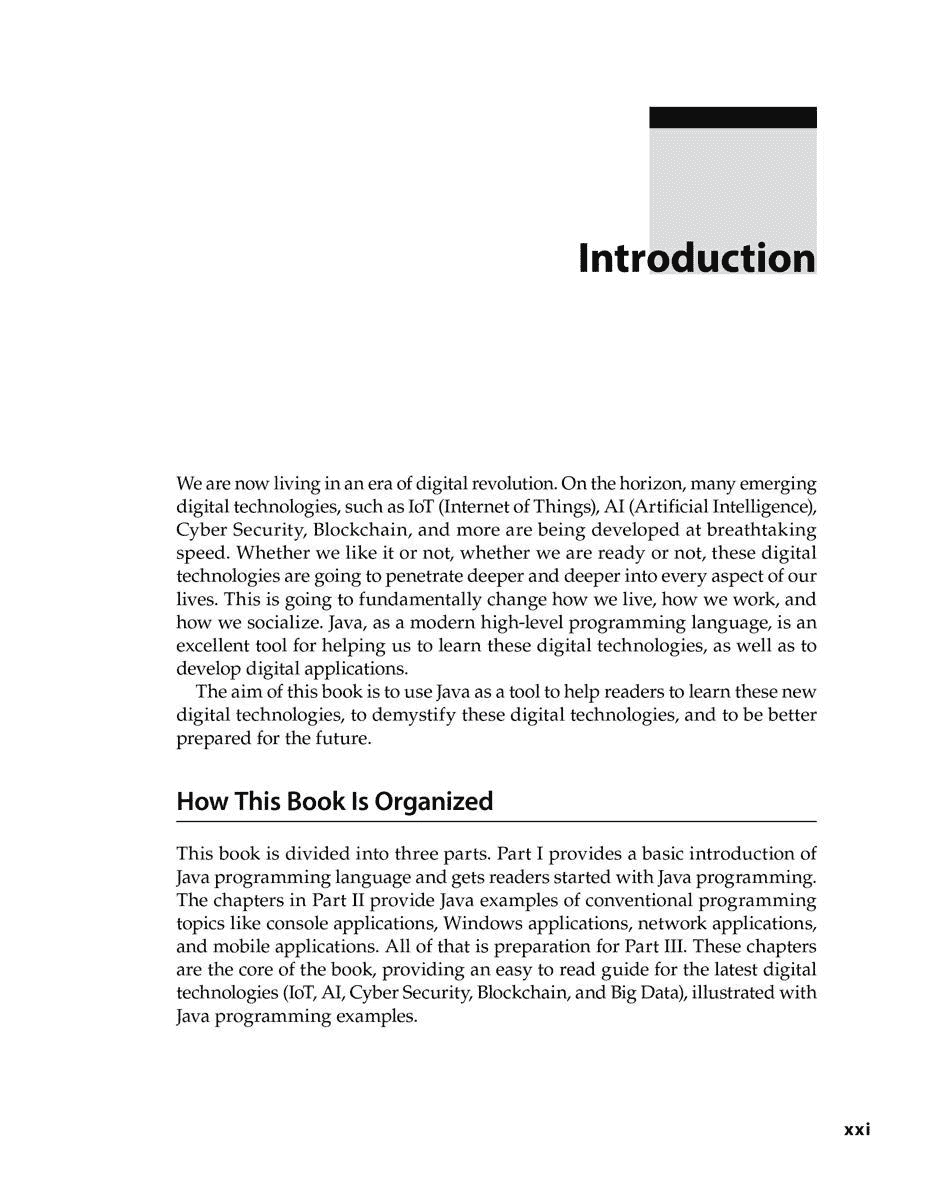 Introduction
We are now living in an era of digital revolution. On the horizon, many emerging
digital technologies, such as IoT (Internet of Things), AI (Artificial Intelligence),
Cyber Security, Blockchain, and more are being developed at breathtaking
speed. Whether we like it or not, whether we are ready or not, these digital
technologies are going to penetrate deeper and deeper into every aspect of our
lives. This is going to fundamentally change how we live, how we work, and
how we socialize. Java, as a modern high-level programming language, is an
excellent tool for helping us to learn these digital technologies, as well as to
develop digital applications.
The aim of this book is to use Java as a tool to help readers to learn these new
digital technologies, to demystify these digital technologies, and to be better
prepared for the future.
How This Book Is Organized
This book is divided into three parts. Part I provides a basic introduction of
Java programming language and gets readers started with Java programming.
The chapters in Part II provide Java examples of conventional programming
topics like console applications, Windows applications, network applications,
and mobile applications. All of that is preparation for Part III. These chapters
are the core of the book, providing an easy to read guide for the latest digital
technologies (IoT, AI, Cyber Security, Blockchain, and Big Data), illustrated with
Java programming examples.
xxi